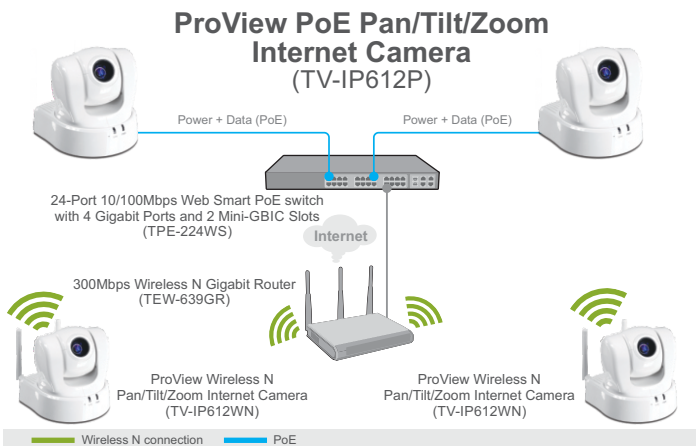 ProView PoE Pan/Tilt/Zoom
Internet Camera
(TV-IP612P)
Power + Data (PoE)
Power + Data (PoE)
24-Port 10/100Mbps Web Smart PoE switch
with 4 Gigabit Ports and 2 Mini-GBIC Slots
(TPE-224WS)
Internet
300Mbps Wireless N Gigabit Router
(TEW-639GR)
ProView Wireless N
Pan/Tilt/Zoom Internet Camera
(TV-IP612WN)
ProView Wireless N
Pan/Tilt/Zoom Internet Camera
(TV-IP612WN)
Wireless N connection
PoE